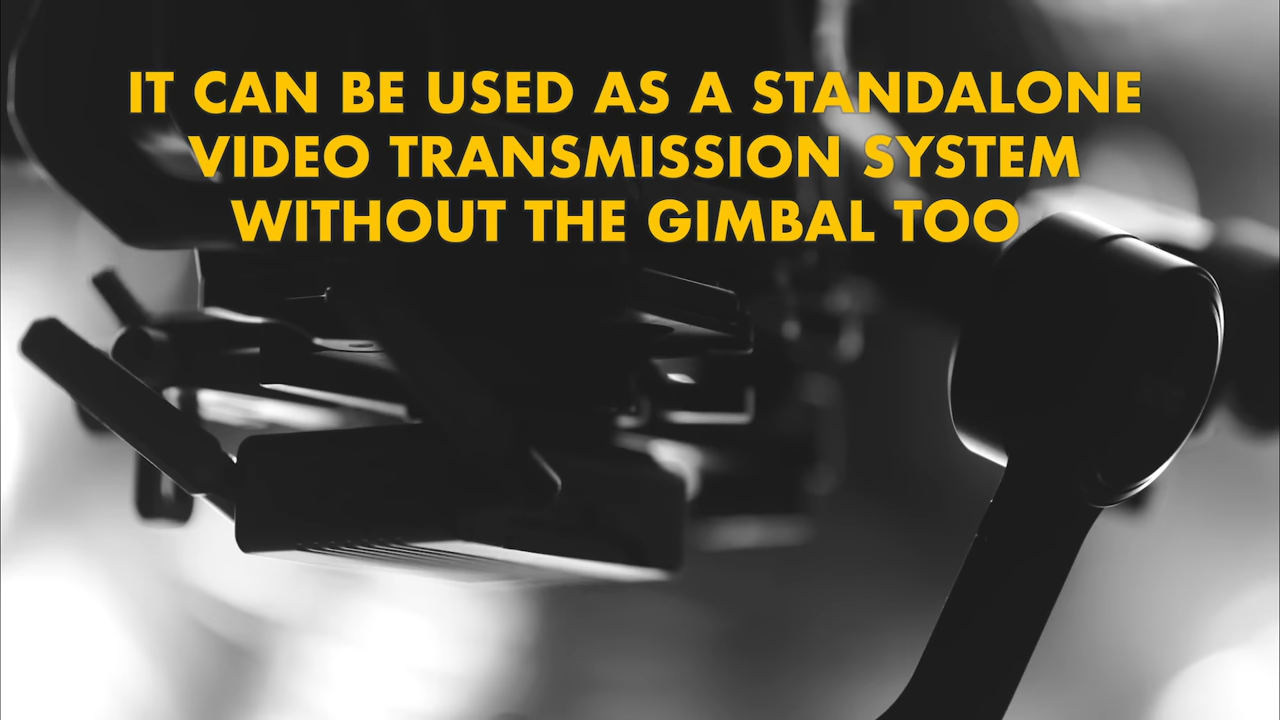 IT CAN BE USED AS A STANDALONE
VIDEO TRANSMISSION SYSTEM
WITHOUT THE GIMBAL TOO